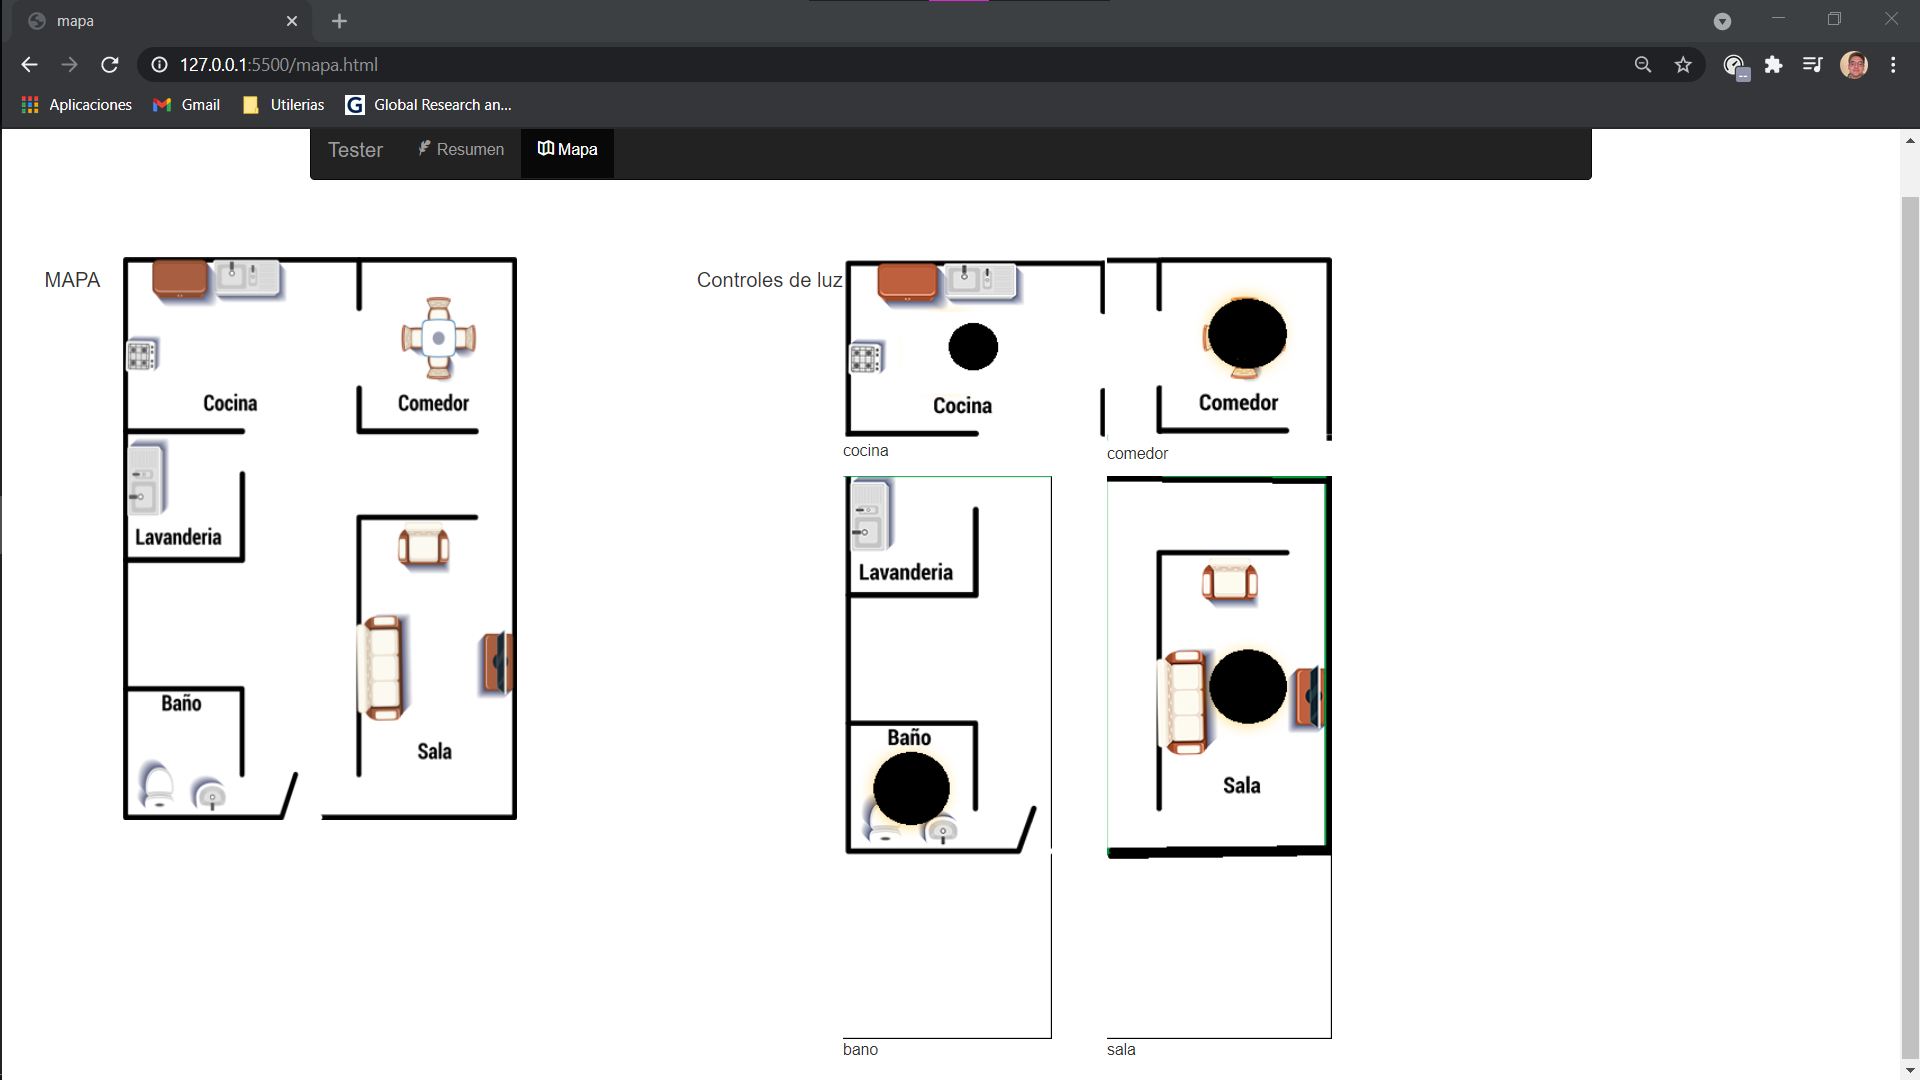 mapa
127.0.0.1:5500/mapa.html
Aplicaciones
Gmail
Utilerias
G Global Research an...
Tester
Resumen
Mapa
MAPA
Cocina
Comedor
Lavanderia
Baño
Sala
Controles de luz
Cocina
cocina
Comedor
comedor
Lavanderia
Baño
bano
Sala
sala